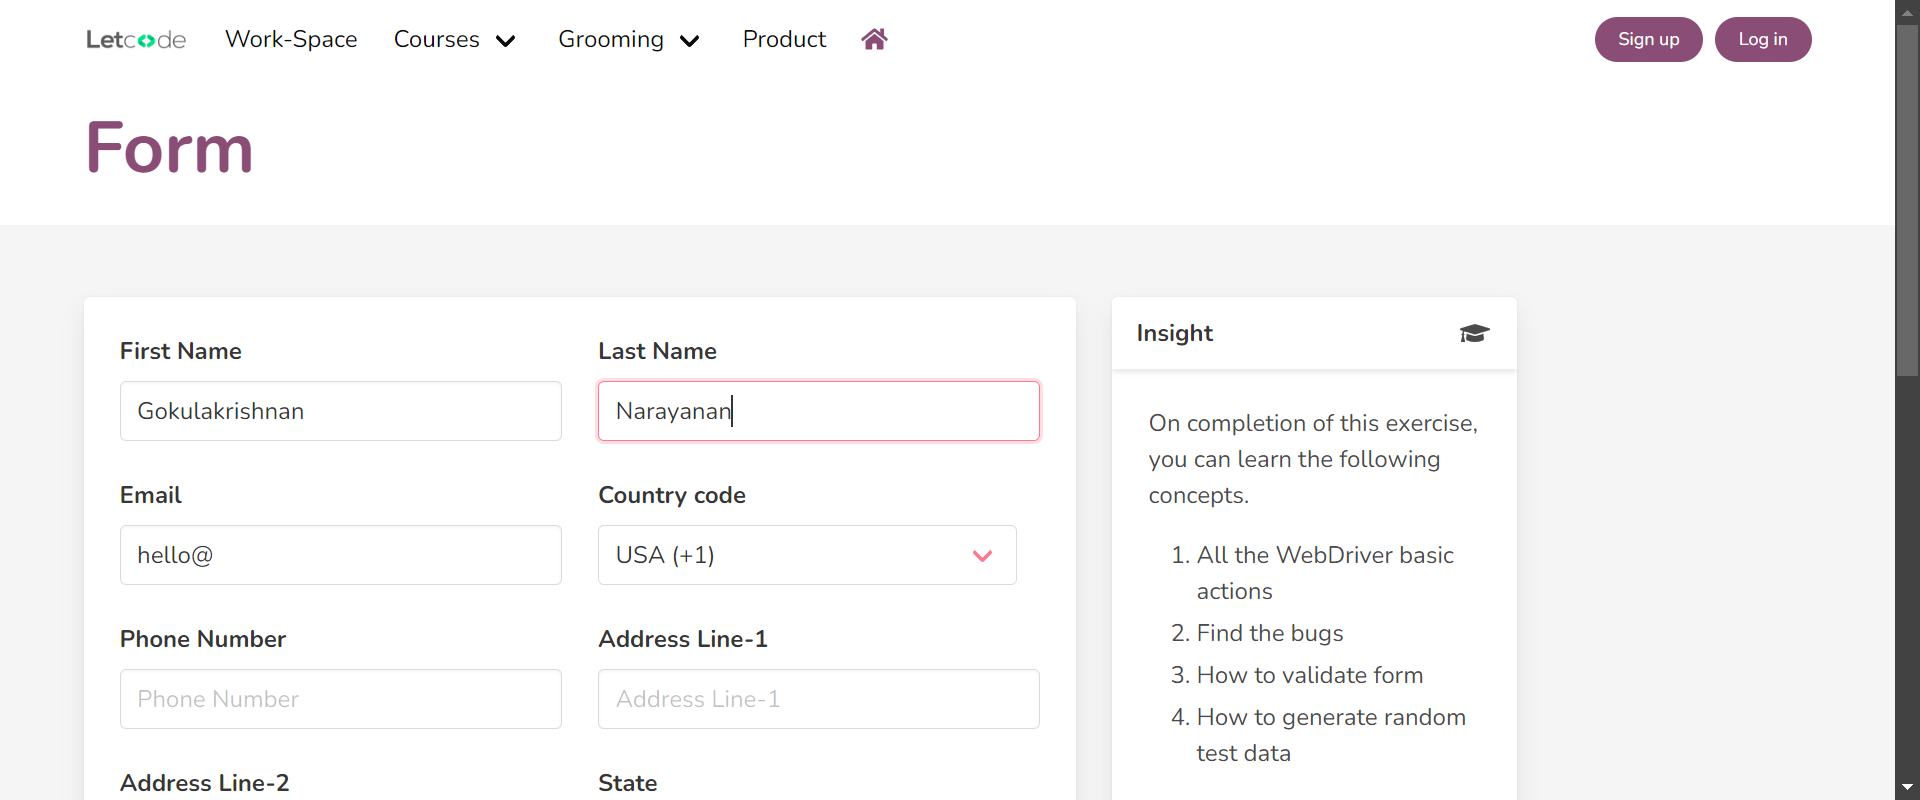 Letcode Work-Space Courses Grooming Product Sign up Log in
Form
First Name Last Name
Gokulakrishnan Narayanan
Email Country code
hello@ USA (+1)
Phone Number Address Line-1
Phone Number Address Line-1
Address Line-2 State
Insight
On completion of this exercise,
you can learn the following
concepts.
1. All the WebDriver basic
actions
2. Find the bugs
3. How to validate form
4. How to generate random
test data